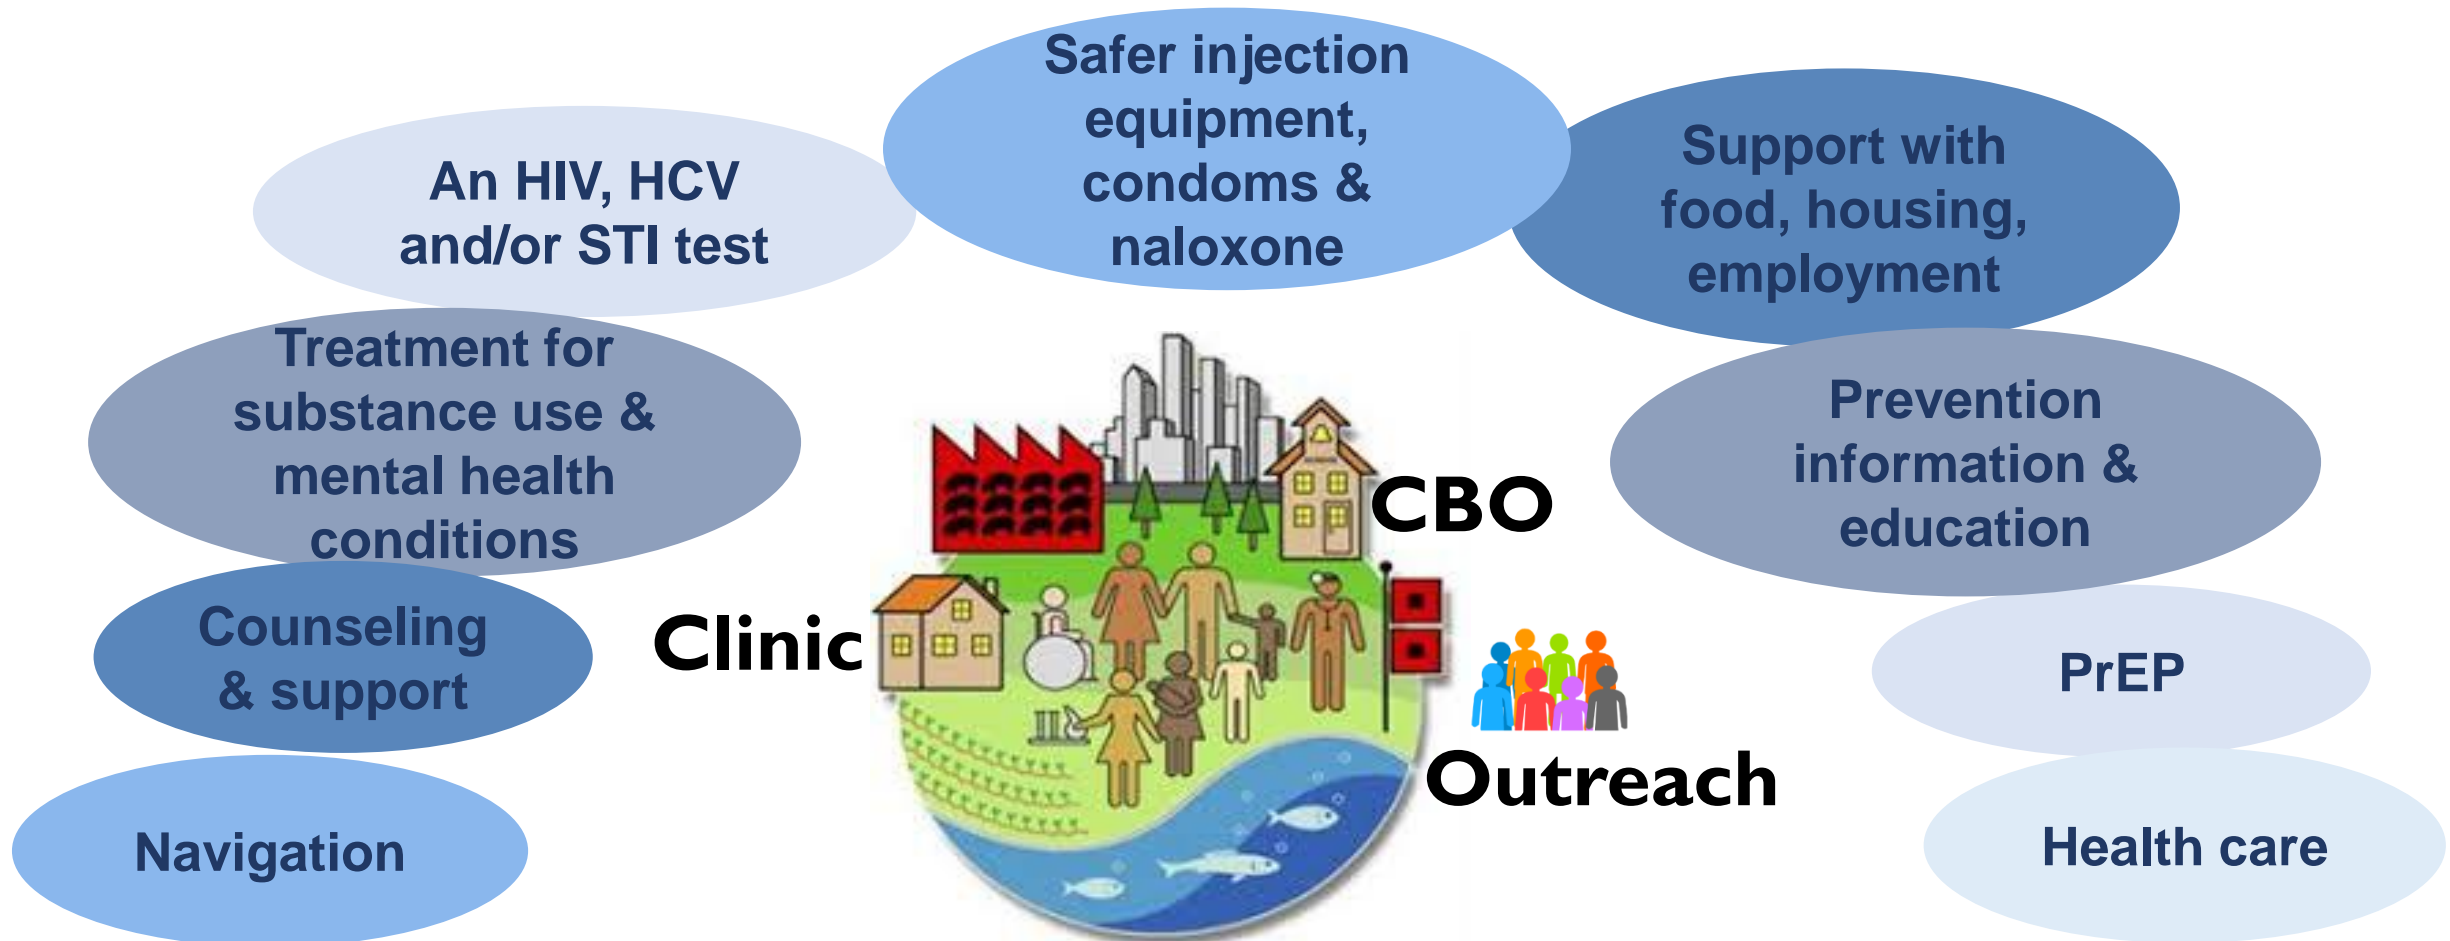 Safer injection
equipment,
condoms &
naloxone
An HIV, HCV
and/or STI test
Support with
food, housing,
employment
Treatment for
substance use &
mental health
conditions
Prevention
information &
education
CBO
Counseling
& support
Clinic
PrEP
Outreach
Navigation
Health care